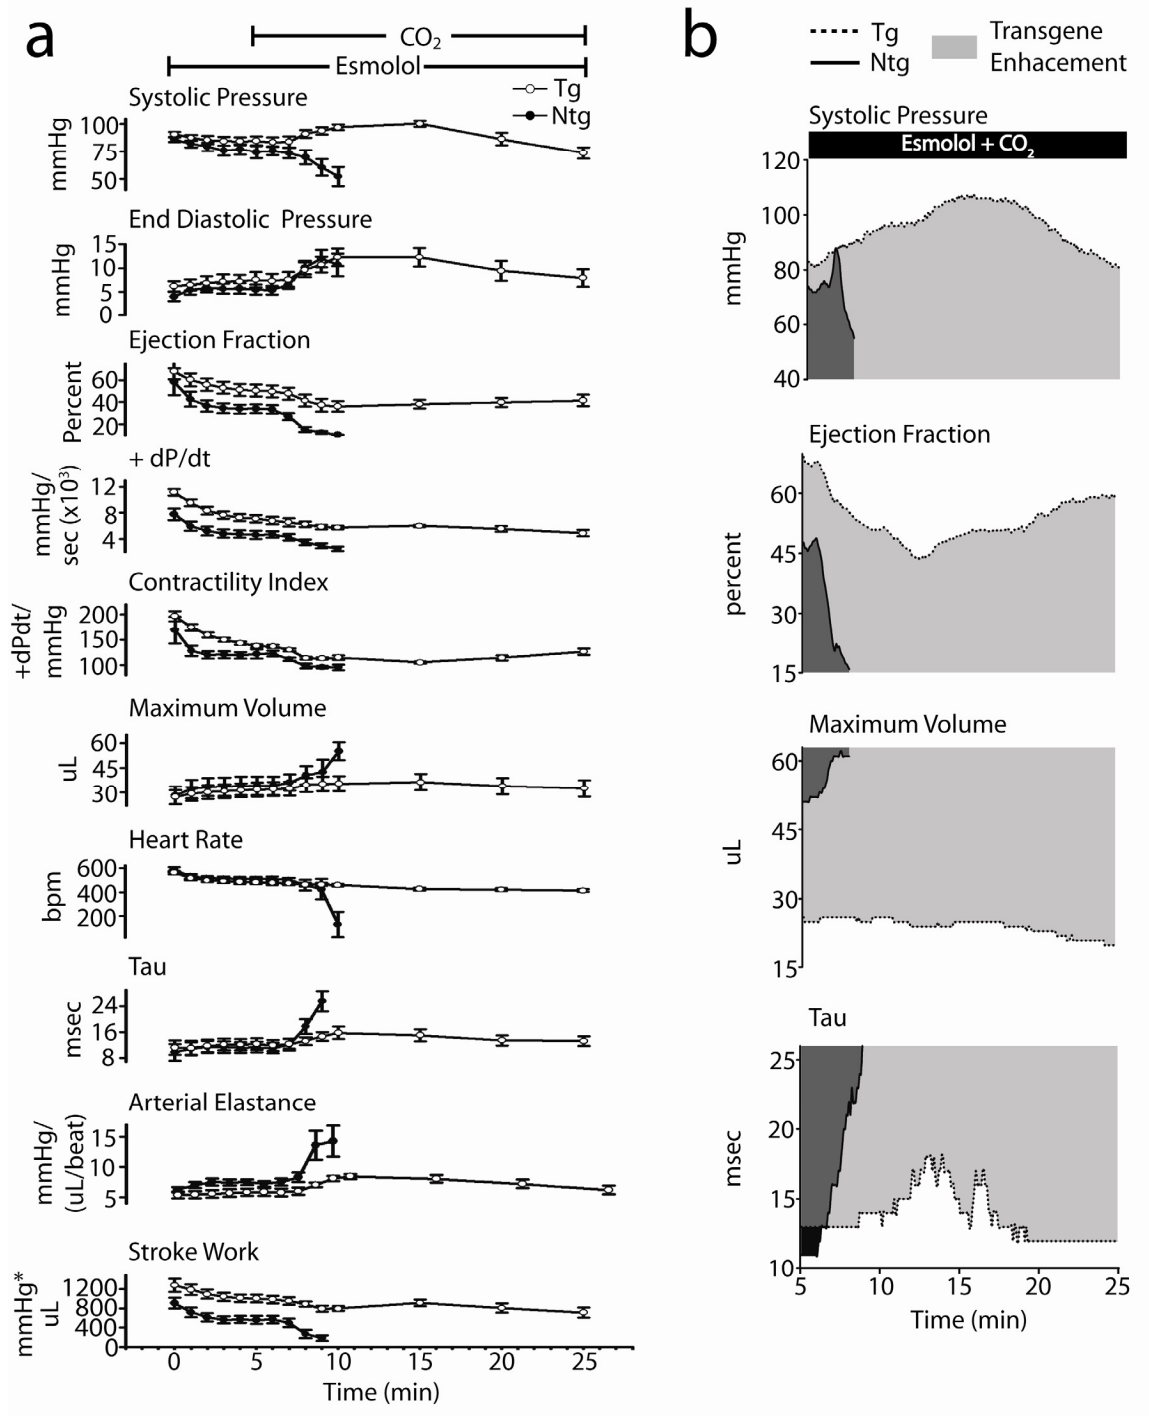 a
CO2
Esmolol
Tg
Ntg
Systolic Pressure
mmHg
100
75
50
End Diastolic Pressure
mmHg
15
10
5
0
Ejection Fraction
Percent
60
40
20
+ dP/dt
mmHg/
sec (x10³)
12
8
4
Contractility Index
+dPdt/
mmHg
200
150
100
Maximum Volume
uL
60
45
30
Heart Rate
bpm
600
400
200
Tau
msec
24
16
8
Arterial Elastance
mmHg/
(uL/beat)
15
10
5
Stroke Work
mmHg*
uL
1200
800
400
0
0 5 10 15 20 25
Time (min)
b
Tg
Ntg
Transgene
Enhacement
Systolic Pressure
Esmolol + CO2
mmHg
120
100
80
60
40
Ejection Fraction
percent
60
45
30
15
Maximum Volume
uL
60
45
30
15
Tau
msec
25
20
15
10
5 10 15 20 25
Time (min)